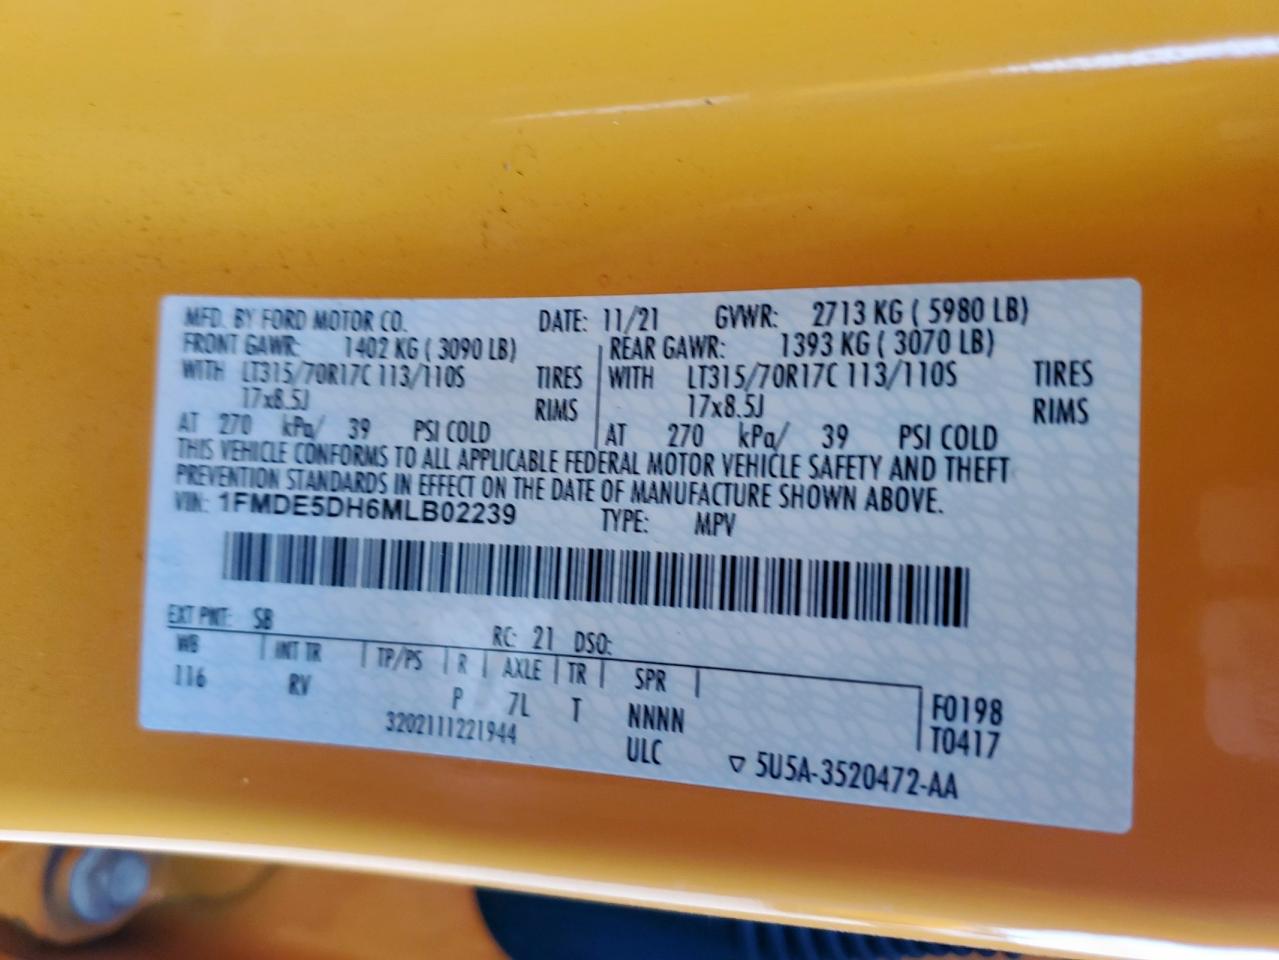 MFD. BY FORD MOTOR CO. DATE: 11/21 GVWR: 2713 KG ( 5980 LB)
FRONT GAWR: 1402 KG ( 3090 LB) REAR GAWR: 1393 KG ( 3070 LB)
WITH LT315/70R17C 113/110S TIRES WITH LT315/70R17C 113/110S TIRES
17x8.5J RIMS 17x8.5J RIMS
AT 270 kPa/ 39 PSI COLD AT 270 kPa/ 39 PSI COLD
THIS VEHICLE CONFORMS TO ALL APPLICABLE FEDERAL MOTOR VEHICLE SAFETY AND THEFT
PREVENTION STANDARDS IN EFFECT ON THE DATE OF MANUFACTURE SHOWN ABOVE.
VIN: 1FMDE5DH6MLB02239 TYPE: MPV
EXT PNT: SB RC: 21 DSO:
WB INT TR TP/PS R AXLE TR SPR
116 RV P 7L T NNNN F0198
3202111221944 ULC T0417
▽ 5U5A-3520472-AA